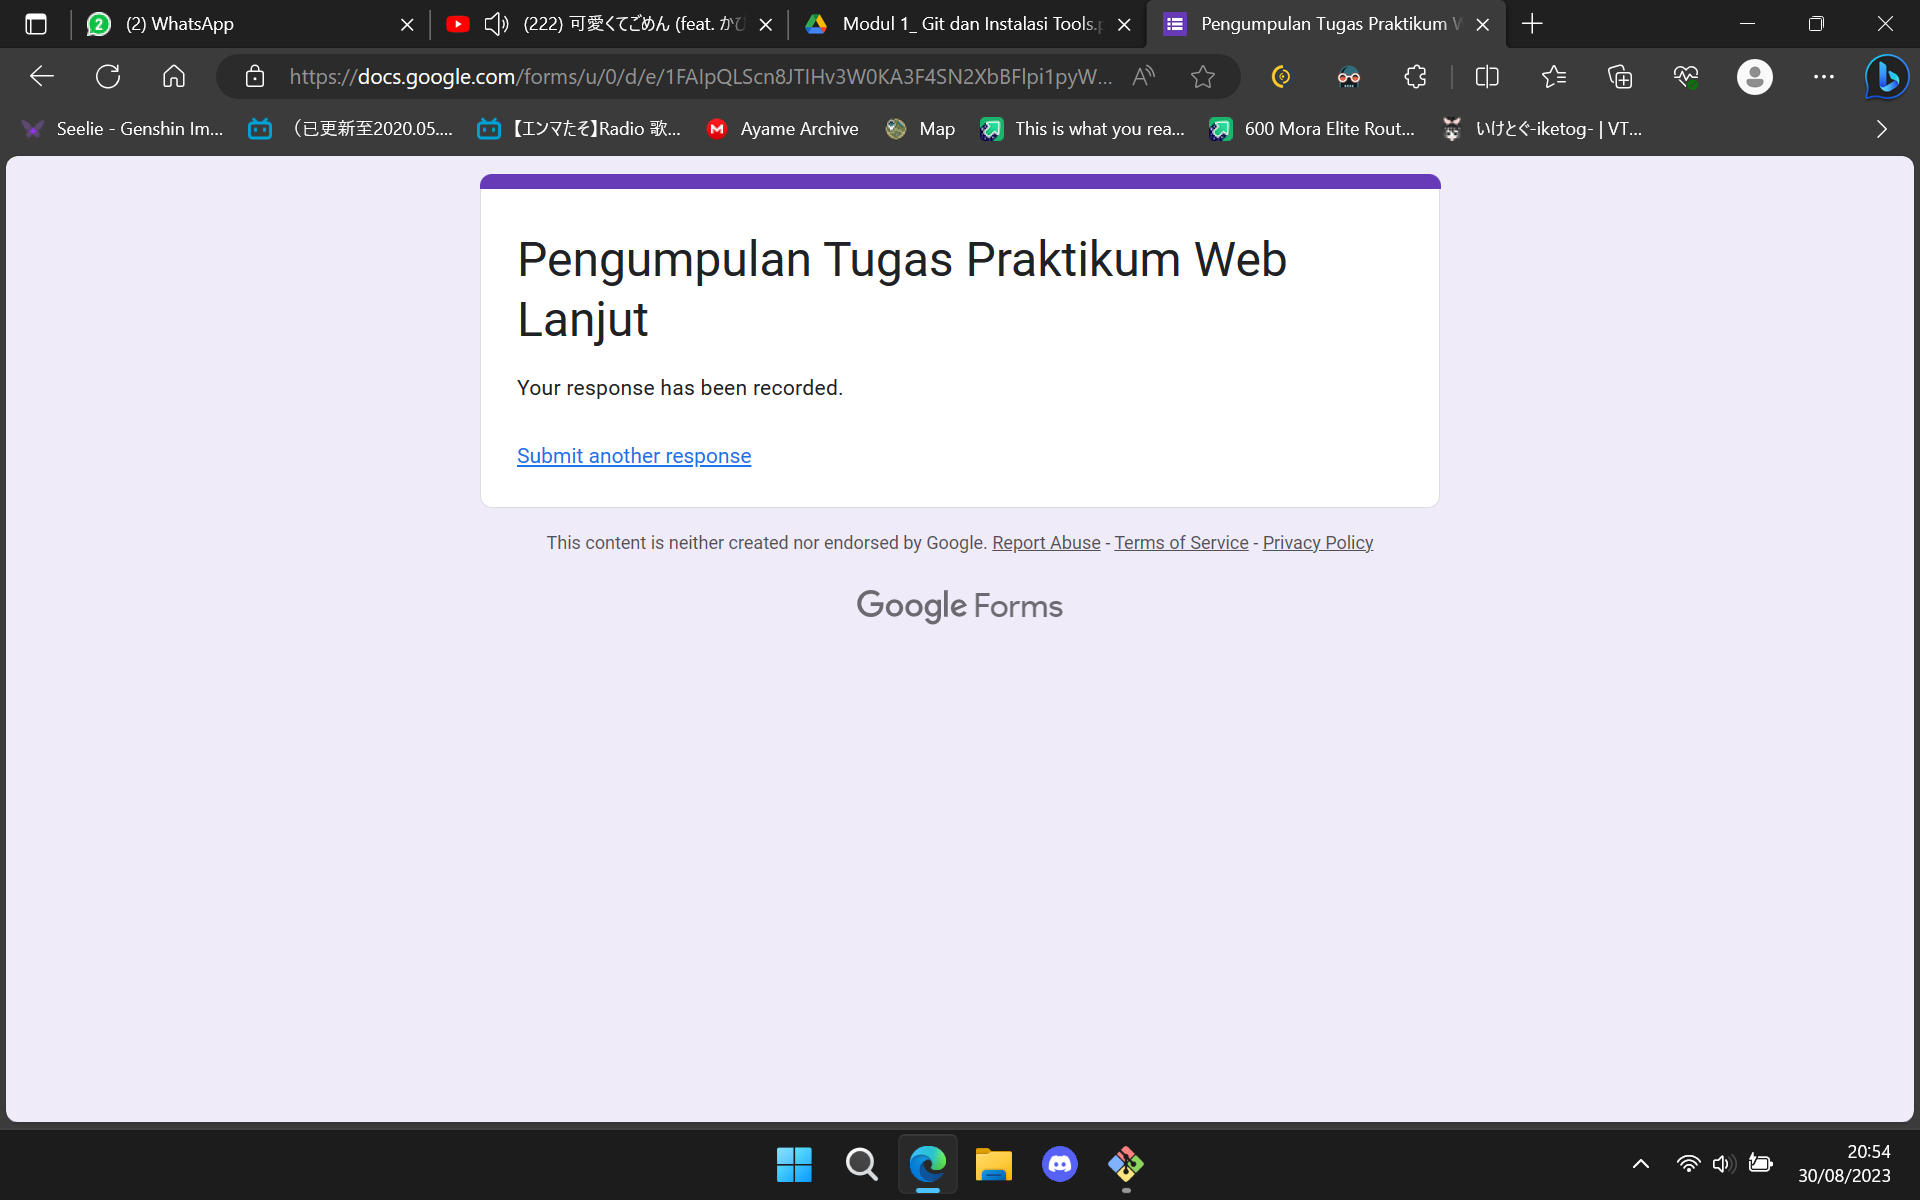 (2) WhatsApp
(222) 可愛くてごめん (feat. かぴ
Modul 1_ Git dan Instalasi Tools.p
Pengumpulan Tugas Praktikum W
https://docs.google.com/forms/u/0/d/e/1FAIpQLScn8JTIHv3W0KA3F4SN2XbBFlpi1pyW...
Seelie - Genshin Im...
（已更新至2020.05....
【エンマたそ】Radio 歌...
Ayame Archive
Map
This is what you rea...
600 Mora Elite Rout...
いけとぐ-iketog- | VT...
Pengumpulan Tugas Praktikum Web
Lanjut
Your response has been recorded.
Submit another response
This content is neither created nor endorsed by Google. Report Abuse - Terms of Service - Privacy Policy
Google Forms
20:54
30/08/2023